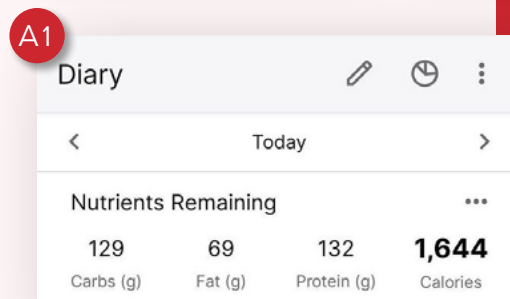 A1
Diary
Today
Nutrients Remaining
129 69 132 1,644
Carbs (g) Fat (g) Protein (g) Calories